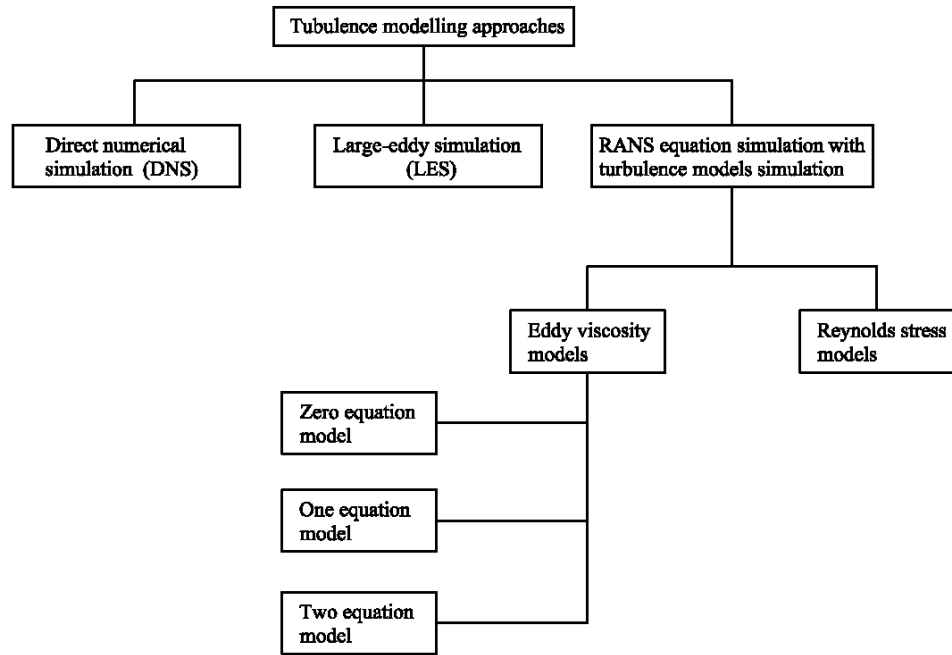 Tubulence modelling approaches
Direct numerical
simulation (DNS)
Large-eddy simulation
(LES)
RANS equation simulation with
turbulence models simulation
Eddy viscosity
models
Reynolds stress
models
Zero equation
model
One equation
model
Two equation
model